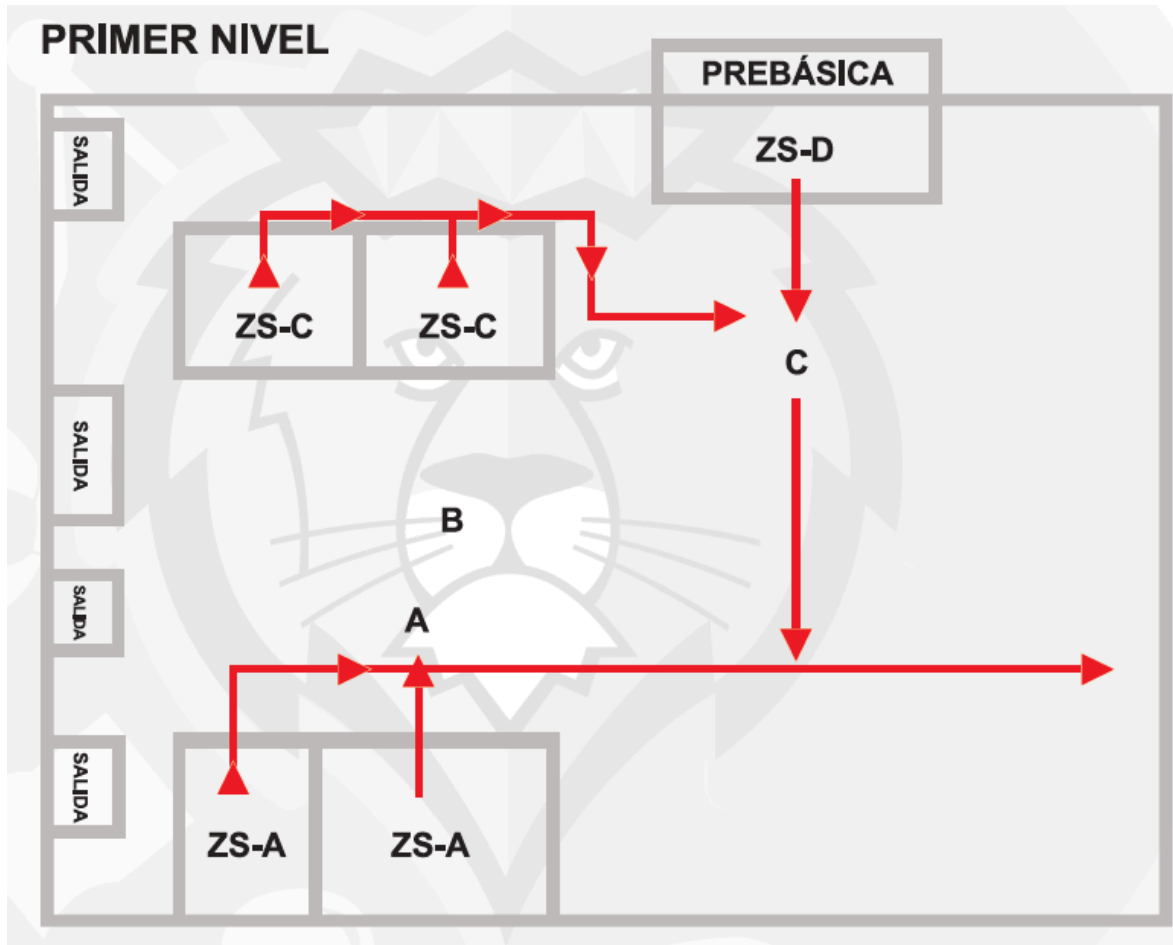 PRIMER NIVEL
PREBÁSICA
ZS-D
SALIDA
ZS-C
ZS-C
C
SALIDA
B
SALIDA
A
SALIDA
ZS-A
ZS-A